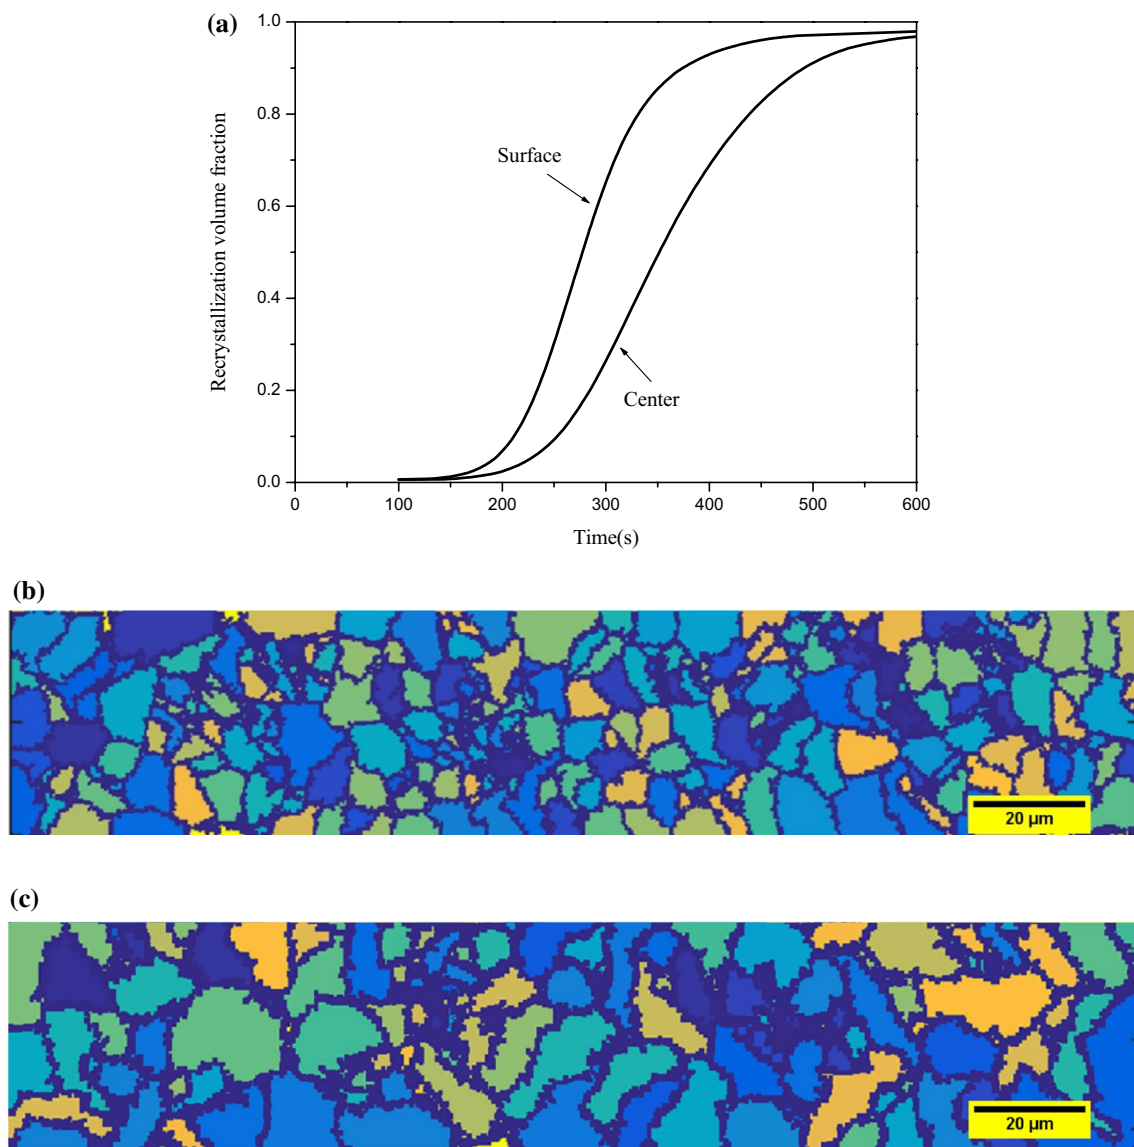 (a)
1.0
0.8
0.6
0.4
0.2
0.0
Recrystallization volume fraction
Surface
Center
0 100 200 300 400 500 600
Time(s)
(b)
20 µm
(c)
20 µm